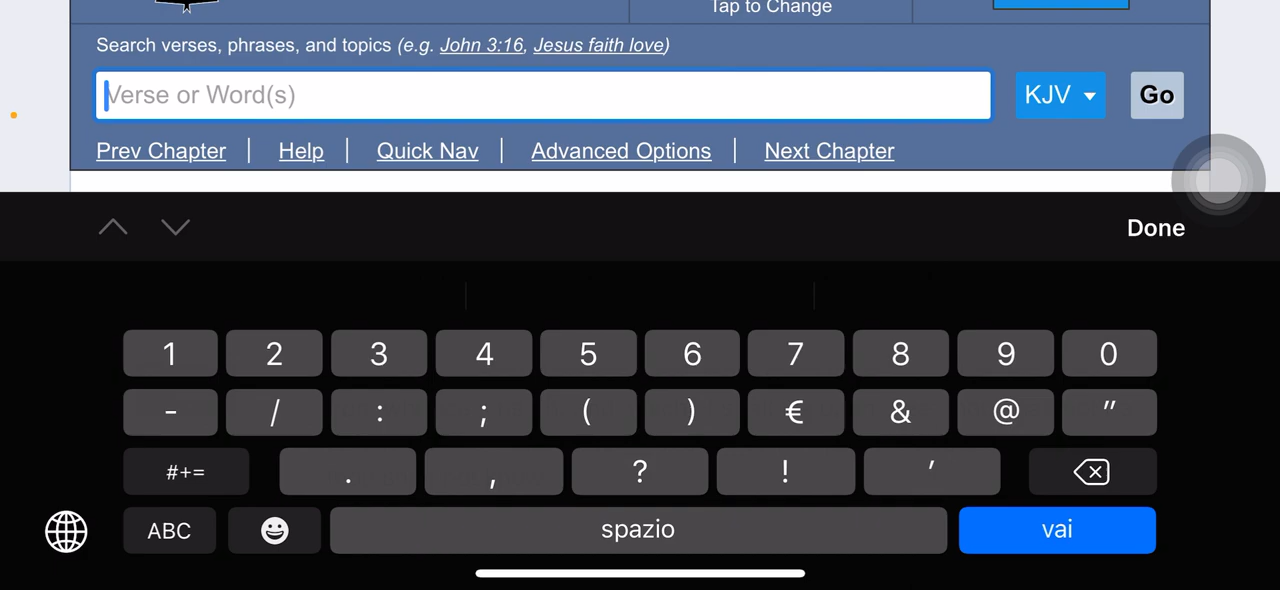 Tap to Change
Search verses, phrases, and topics (e.g. John 3:16, Jesus faith love)
Verse or Word(s) KJV Go
Prev Chapter | Help | Quick Nav | Advanced Options | Next Chapter
Done
1 2 3 4 5 6 7 8 9 0
- / : ; ( ) € & @ "
#+= . , ? ! '
ABC spazio vai